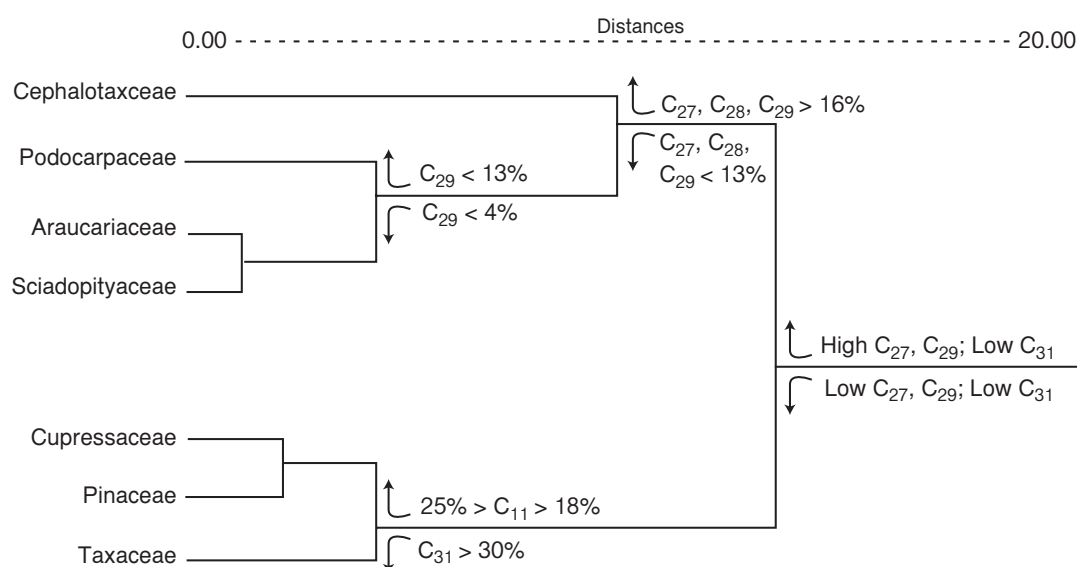 Distances
0.00 20.00
Cephalotaxceae
C₂₇, C₂₈, C₂₉ > 16%
C₂₇, C₂₈,
C₂₉ < 13%
Podocarpaceae
C₂₉ < 13%
C₂₉ < 4%
Araucariaceae
Sciadopityaceae
High C₂₇, C₂₉; Low C₃₁
Low C₂₇, C₂₉; Low C₃₁
Cupressaceae
Pinaceae
25% > C₁₁ > 18%
C₃₁ > 30%
Taxaceae